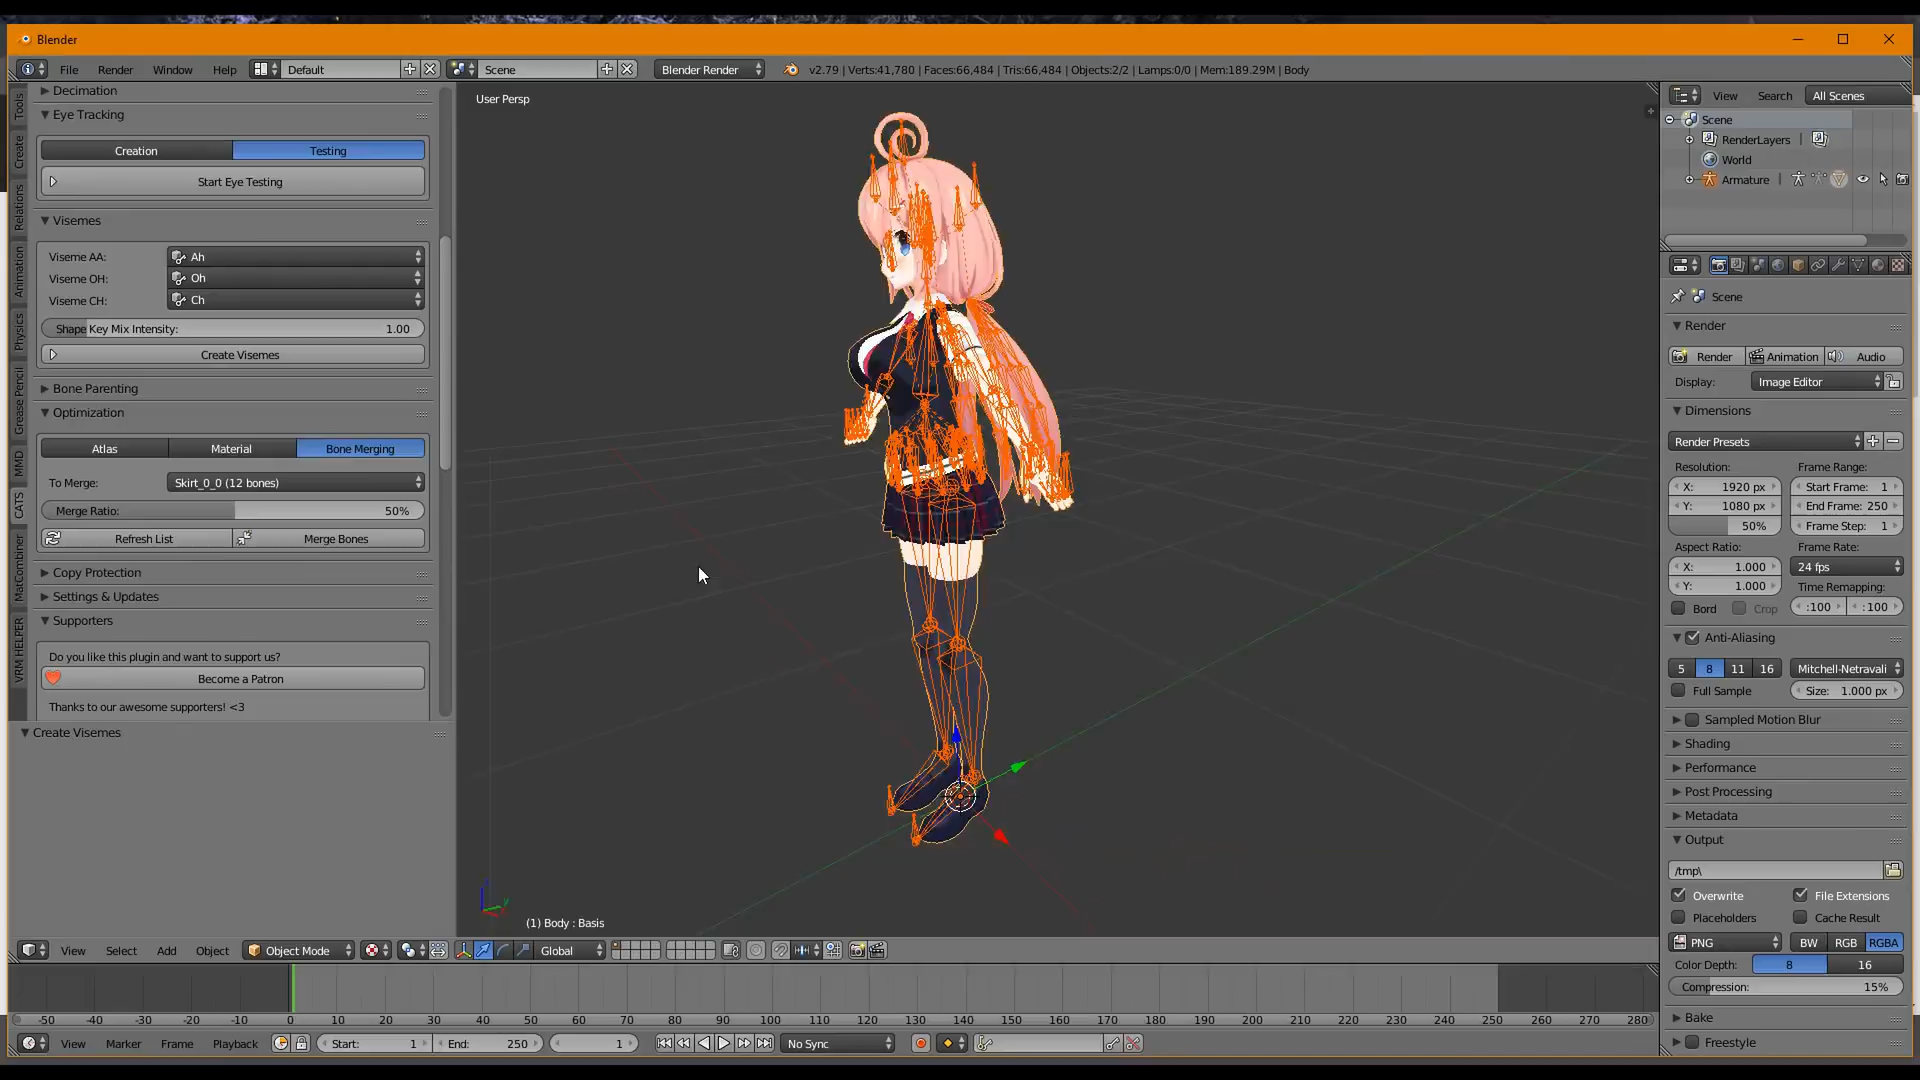 Blender
File Render Window Help Default Scene Blender Render v2.79 | Verts:41,780 | Faces:66,484 | Tris:66,484 | Objects:2/2 | Lamps:0/0 | Mem:189.29M | Body
Tools
Create
Relations
Animation
Physics
Grease Pencil
MMD
CATS
MatCombiner
VRM HELPER
Decimation
Eye Tracking
Creation Testing
Start Eye Testing
Visemes
Viseme AA: Ah
Viseme OH: Oh
Viseme CH: Ch
Shape Key Mix Intensity: 1.00
Create Visemes
Bone Parenting
Optimization
Atlas Material Bone Merging
To Merge: Skirt_0_0 (12 bones)
Merge Ratio: 50%
Refresh List Merge Bones
Copy Protection
Settings & Updates
Supporters
Do you like this plugin and want to support us?
Become a Patron
Thanks to our awesome supporters! <3
Create Visemes
User Persp
(1) Body : Basis
View Select Add Object Object Mode Global
View Search All Scenes
Scene
RenderLayers |
World
Armature |
Scene
Render
Render Animation Audio
Display: Image Editor
Dimensions
Render Presets
Resolution: Frame Range:
X: 1920 px Start Frame: 1
Y: 1080 px End Frame: 250
50% Frame Step: 1
Aspect Ratio: Frame Rate:
X: 1.000 24 fps
Y: 1.000 Time Remapping:
Bord Crop :100 :100
Anti-Aliasing
5 8 11 16 Mitchell-Netravali
Full Sample Size: 1.000 px
Sampled Motion Blur
Shading
Performance
Post Processing
Metadata
Output
/tmp\
Overwrite File Extensions
Placeholders Cache Result
PNG BW RGB RGBA
Color Depth: 8 16
Compression: 15%
Bake
Freestyle
-50 -40 -30 -20 -10 0 10 20 30 40 50 60 70 80 90 100 110 120 130 140 150 160 170 180 190 200 210 220 230 240 250 260 270 280
View Marker Frame Playback Start: 1 End: 250 1 No Sync